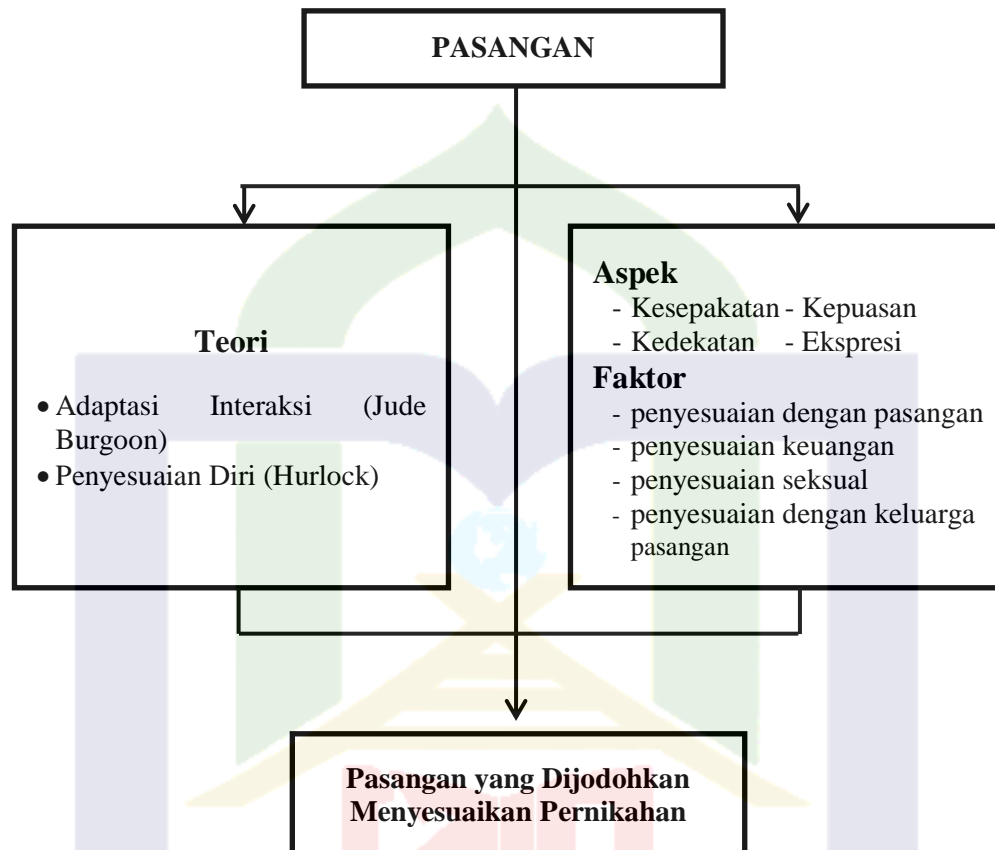 PASANGAN
Teori
• Adaptasi Interaksi (Jude
Burgoon)
• Penyesuaian Diri (Hurlock)
Aspek
- Kesepakatan - Kepuasan
- Kedekatan - Ekspresi
Faktor
- penyesuaian dengan pasangan
- penyesuaian keuangan
- penyesuaian seksual
- penyesuaian dengan keluarga
pasangan
Pasangan yang Dijodohkan
Menyesuaikan Pernikahan